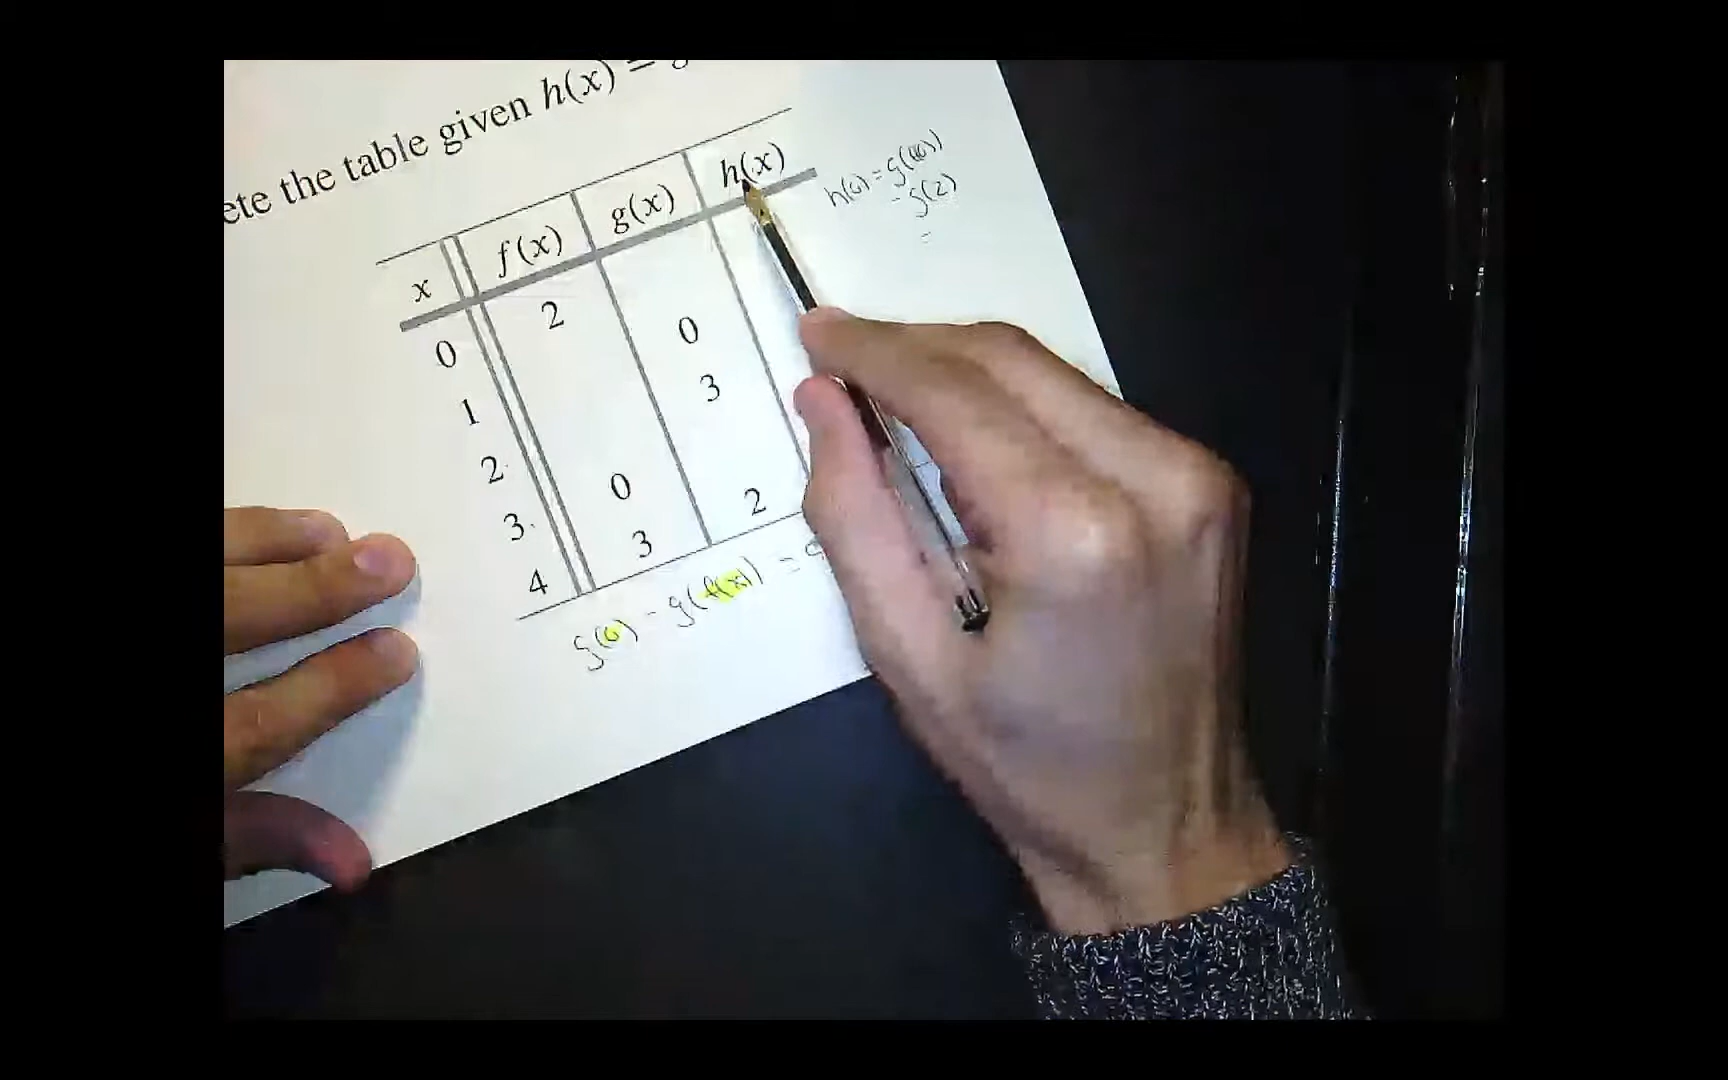 ete the table given h(x) =
x f(x) g(x) h(x)
0 2
1 0
2 3
3 0
4 3 2
h(0) = g(f(0))
= g(2)
=
g(0) = g(f(x)) =